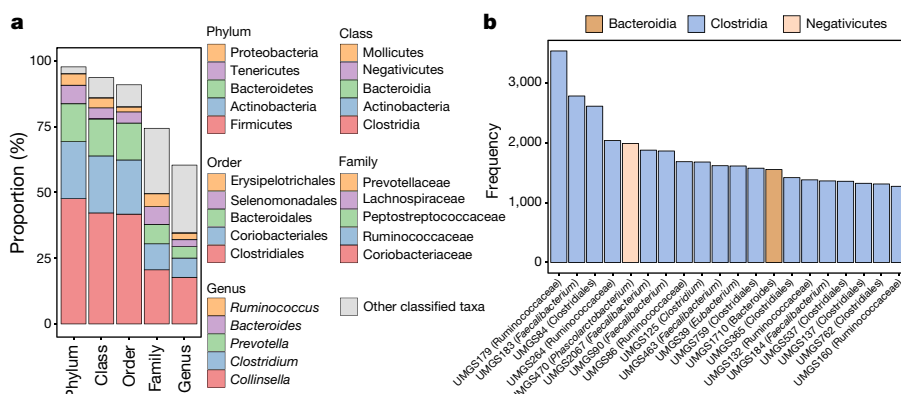 a
Phylum
Proteobacteria
Tenericutes
Bacteroidetes
Actinobacteria
Firmicutes
Class
Mollicutes
Negativicutes
Bacteroidia
Actinobacteria
Clostridia
Order
Erysipelotrichales
Selenomonadales
Bacteroidales
Coriobacteriales
Clostridiales
Family
Prevotellaceae
Lachnospiraceae
Peptostreptococcaceae
Ruminococcaceae
Coriobacteriaceae
Genus
Ruminococcus
Bacteroides
Prevotella
Clostridium
Collinsella
Other classified taxa
Proportion (%)
100
75
50
25
0
Phylum
Class
Order
Family
Genus
b
Bacteroidia
Clostridia
Negativicutes
Frequency
3,000
2,000
1,000
0
UMGS179 (Ruminococcaceae)
UMGS183 (Faecalibacterium)
UMGS84 (Clostridiales)
UMGS264 (Ruminococcaceae)
UMGS470 (Phascolarctobacterium)
UMGS2067 (Faecalibacterium)
UMGS90 (Faecalibacterium)
UMGS86 (Ruminococcaceae)
UMGS125 (Clostridium)
UMGS463 (Faecalibacterium)
UMGS39 (Eubacterium)
UMGS759 (Clostridiales)
UMGS1710 (Bacteroides)
UMGS365 (Clostridiales)
UMGS132 (Ruminococcaceae)
UMGS194 (Faecalibacterium)
UMGS537 (Clostridiales)
UMGS137 (Clostridiales)
UMGS762 (Clostridiales)
UMGS160 (Ruminococcaceae)